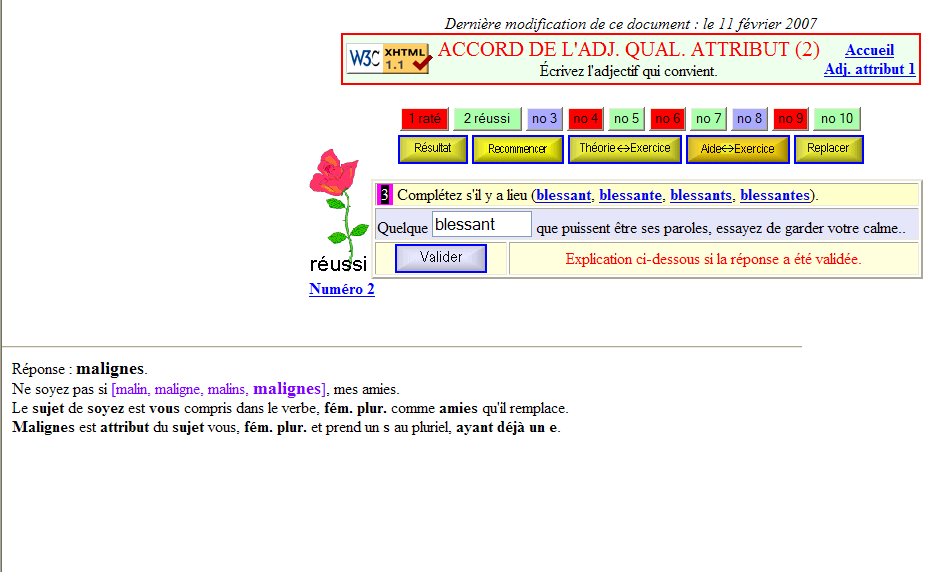 Dernière modification de ce document : le 11 février 2007
W3C XHTML 1.1
ACCORD DE L'ADJ. QUAL. ATTRIBUT (2)
Écrivez l'adjectif qui convient.
Accueil
Adj. attribut 1
1 raté 2 réussi no 3 no 4 no 5 no 6 no 7 no 8 no 9 no 10
Résultat Recommencer Théorie<->Exercice Aide<->Exercice Replacer
3 Complétez s'il y a lieu (blessant, blessante, blessants, blessantes).
Quelque blessant que puissent être ses paroles, essayez de garder votre calme..
Valider Explication ci-dessous si la réponse a été validée.
réussi
Numéro 2
Réponse : malignes.
Ne soyez pas si [malin, maligne, malins, malignes], mes amies.
Le sujet de soyez est vous compris dans le verbe, fém. plur. comme amies qu'il remplace.
Malignes est attribut du sujet vous, fém. plur. et prend un s au pluriel, ayant déjà un e.